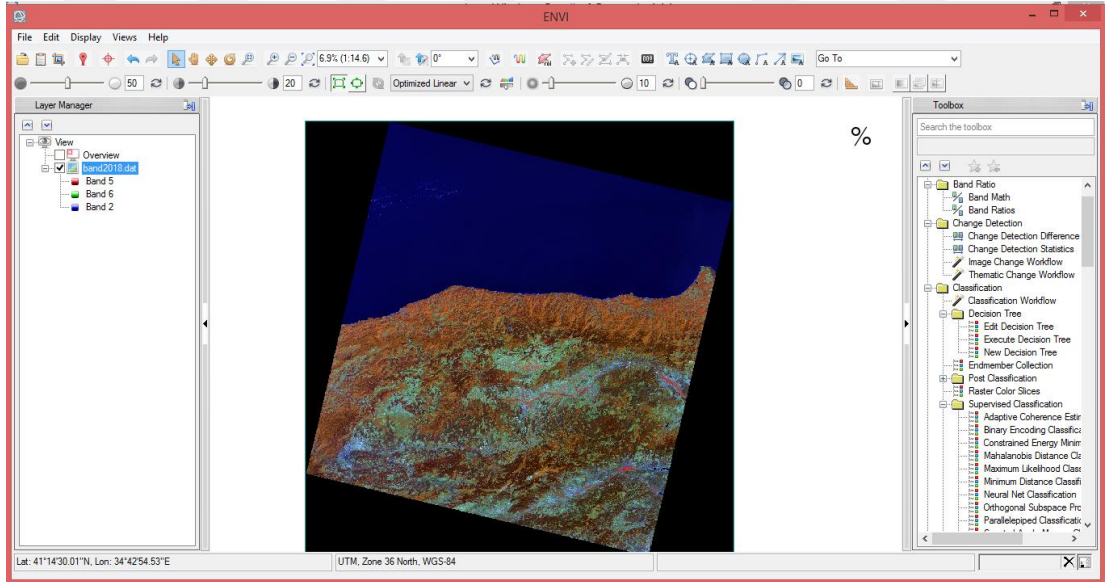 ENVI
File Edit Display Views Help
6.9% (1:14.6) 0° Go To
50 20 Optimized Linear 10 0
Layer Manager
View
Overview
band2018.dat
Band 5
Band 6
Band 2
%
Toolbox
Search the toolbox
Band Ratio
Band Math
Band Ratios
Change Detection
Change Detection Difference
Change Detection Statistics
Image Change Workflow
Thematic Change Workflow
Classification
Classification Workflow
Decision Tree
Edit Decision Tree
Execute Decision Tree
New Decision Tree
Endmember Collection
Post Classification
Raster Color Slices
Supervised Classification
Adaptive Coherence Estir
Binary Encoding Classifica
Constrained Energy Minim
Mahalanobis Distance Cla
Maximum Likelihood Class
Minimum Distance Classifi
Neural Net Classification
Orthogonal Subspace Pro
Parallelepiped Classificatic
Lat: 41°14'30.01"N, Lon: 34°42'54.53"E UTM, Zone 36 North, WGS-84